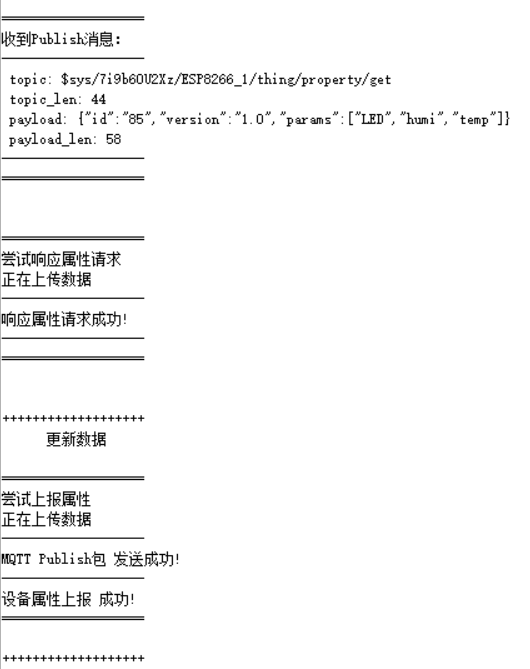 收到Publish消息：
topic: $sys/7i9b60U2Xz/ESP8266_1/thing/property/get
topic_len: 44
payload: {"id":"85","version":"1.0","params":["LED","humi","temp"]}
payload_len: 58
尝试响应属性请求
正在上传数据
响应属性请求成功!
+++++++++++++++++++
更新数据
尝试上报属性
正在上传数据
MQTT Publish包 发送成功!
设备属性上报 成功!
+++++++++++++++++++